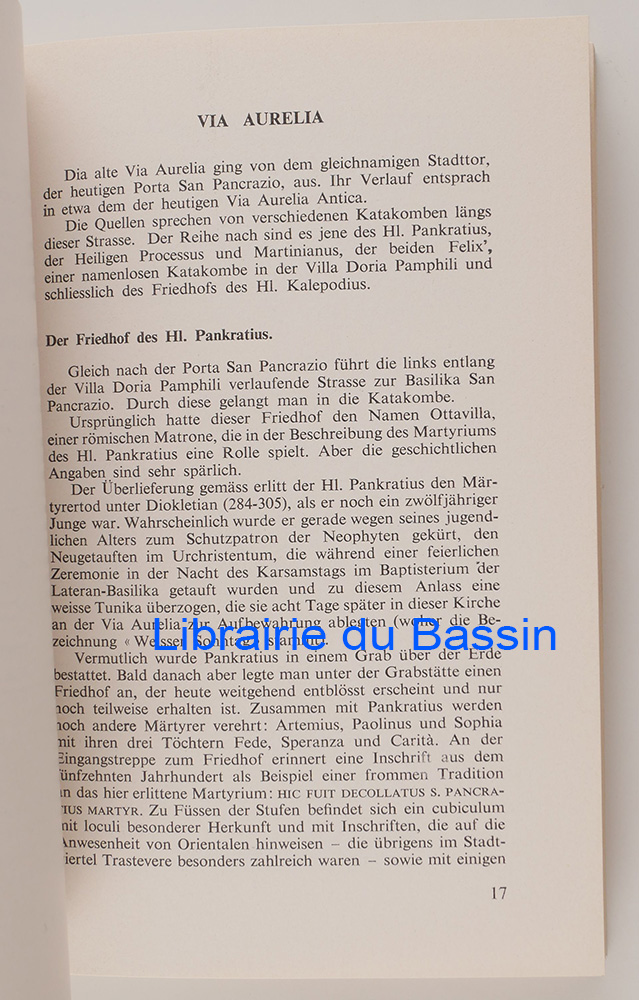 VIA AURELIA
Dia alte Via Aurelia ging von dem gleichnamigen Stadttor,
der heutigen Porta San Pancrazio, aus. Ihr Verlauf entsprach
in etwa dem der heutigen Via Aurelia Antica.
Die Quellen sprechen von verschiedenen Katakomben längs
dieser Strasse. Der Reihe nach sind es jene des Hl. Pankratius,
der Heiligen Processus und Martinianus, der beiden Felix',
einer namenlosen Katakombe in der Villa Doria Pamphili und
schliesslich des Friedhofs des Hl. Kalepodius.
Der Friedhof des Hl. Pankratius.
Gleich nach der Porta San Pancrazio führt die links entlang
der Villa Doria Pamphili verlaufende Strasse zur Basilika San
Pancrazio. Durch diese gelangt man in die Katakombe.
Ursprünglich hatte dieser Friedhof den Namen Ottavilla,
einer römischen Matrone, die in der Beschreibung des Martyriums
des Hl. Pankratius eine Rolle spielt. Aber die geschichtlichen
Angaben sind sehr spärlich.
Der Überlieferung gemäss erlitt der Hl. Pankratius den Mär-
tyrertod unter Diokletian (284-305), als er noch ein zwölfjähriger
Junge war. Wahrscheinlich wurde er gerade wegen seines jugend-
lichen Alters zum Schutzpatron der Neophyten gekürt, den
Neugetauften im Urchristentum, die während einer feierlichen
Zeremonie in der Nacht des Karsamstags im Baptisterium der
Lateran-Basilika getauft wurden und zu diesem Anlass eine
weisse Tunika überzogen, die sie acht Tage später in dieser Kirche
an der Via Aurelia zur Aufbewahrung ablegten (woher die Be-
zeichnung « Weisser Sonntag » stammt).
Librairie du Bassin
Vermutlich wurde Pankratius in einem Grab über der Erde
bestattet. Bald danach aber legte man unter der Grabstätte einen
Friedhof an, der heute weitgehend entblösst erscheint und nur
noch teilweise erhalten ist. Zusammen mit Pankratius werden
noch andere Märtyrer verehrt: Artemius, Paolinus und Sophia
mit ihren drei Töchtern Fede, Speranza und Carità. An der
Eingangstreppe zum Friedhof erinnert eine Inschrift aus dem
fünfzehnten Jahrhundert als Beispiel einer frommen Tradition
an das hier erlittene Martyrium: HIC FUIT DECOLLATUS S. PANCRA-
TIUS MARTYR. Zu Füssen der Stufen befindet sich ein cubiculum
mit loculi besonderer Herkunft und mit Inschriften, die auf die
Anwesenheit von Orientalen hinweisen – die übrigens im Stadt-
viertel Trastevere besonders zahlreich waren – sowie mit einigen
17